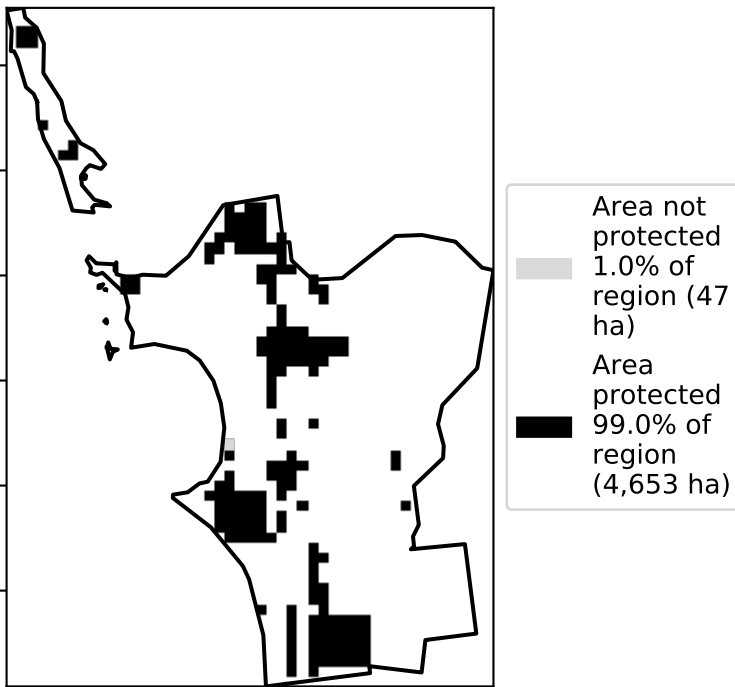 Area not
protected
1.0% of
region (47
ha)
Area
protected
99.0% of
region
(4,653 ha)